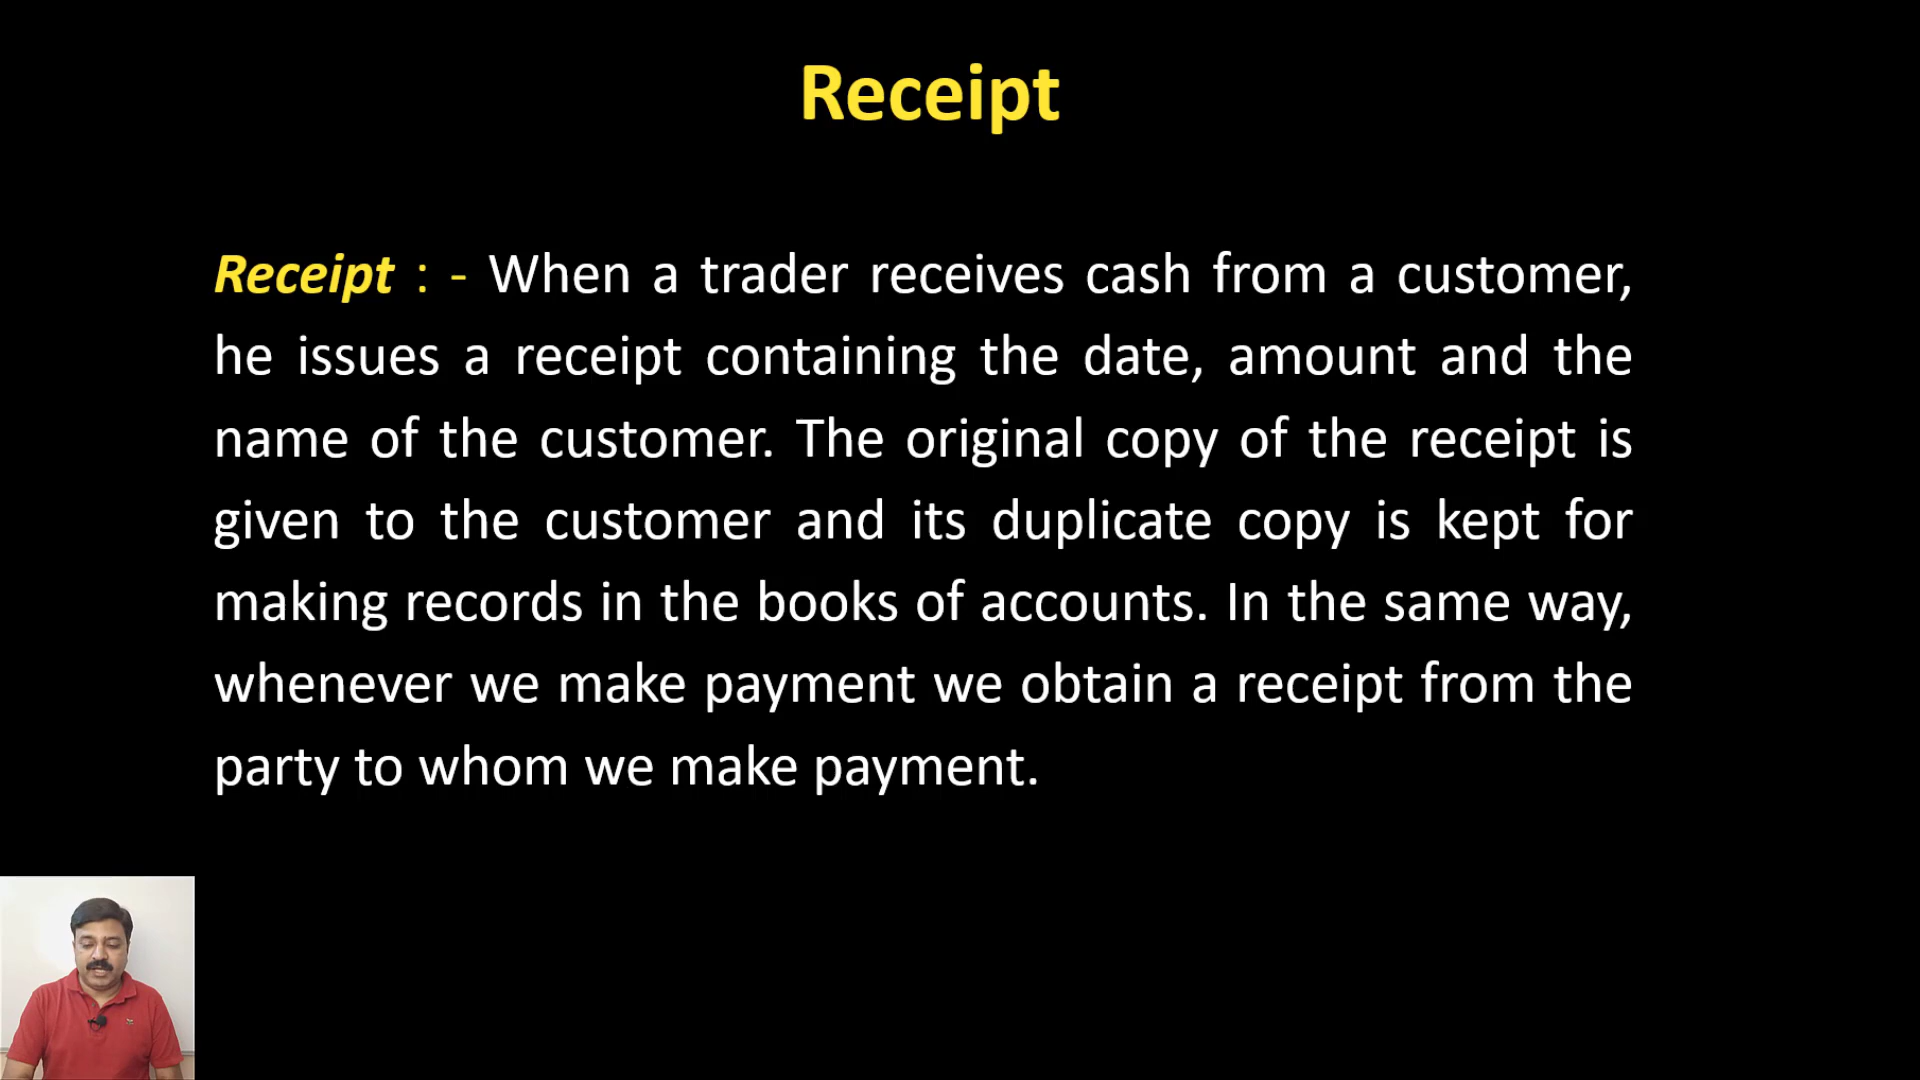 Receipt
Receipt : - When a trader receives cash from a customer,
he issues a receipt containing the date, amount and the
name of the customer. The original copy of the receipt is
given to the customer and its duplicate copy is kept for
making records in the books of accounts. In the same way,
whenever we make payment we obtain a receipt from the
party to whom we make payment.